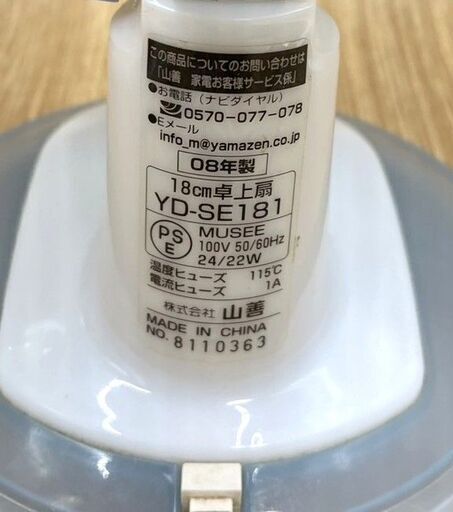 この商品についてのお問い合わせは
「山善 家電お客様サービス係」
●お電話（ナビダイヤル）
0570-077-078
●Eメール
info_m@yamazen.co.jp
08年製
18cm卓上扇
YD-SE181
PS
E
MUSEE
100V 50/60Hz
24/22W
温度ヒューズ 115℃
電流ヒューズ 1A
株式会社 山善
MADE IN CHINA
NO. 8110363